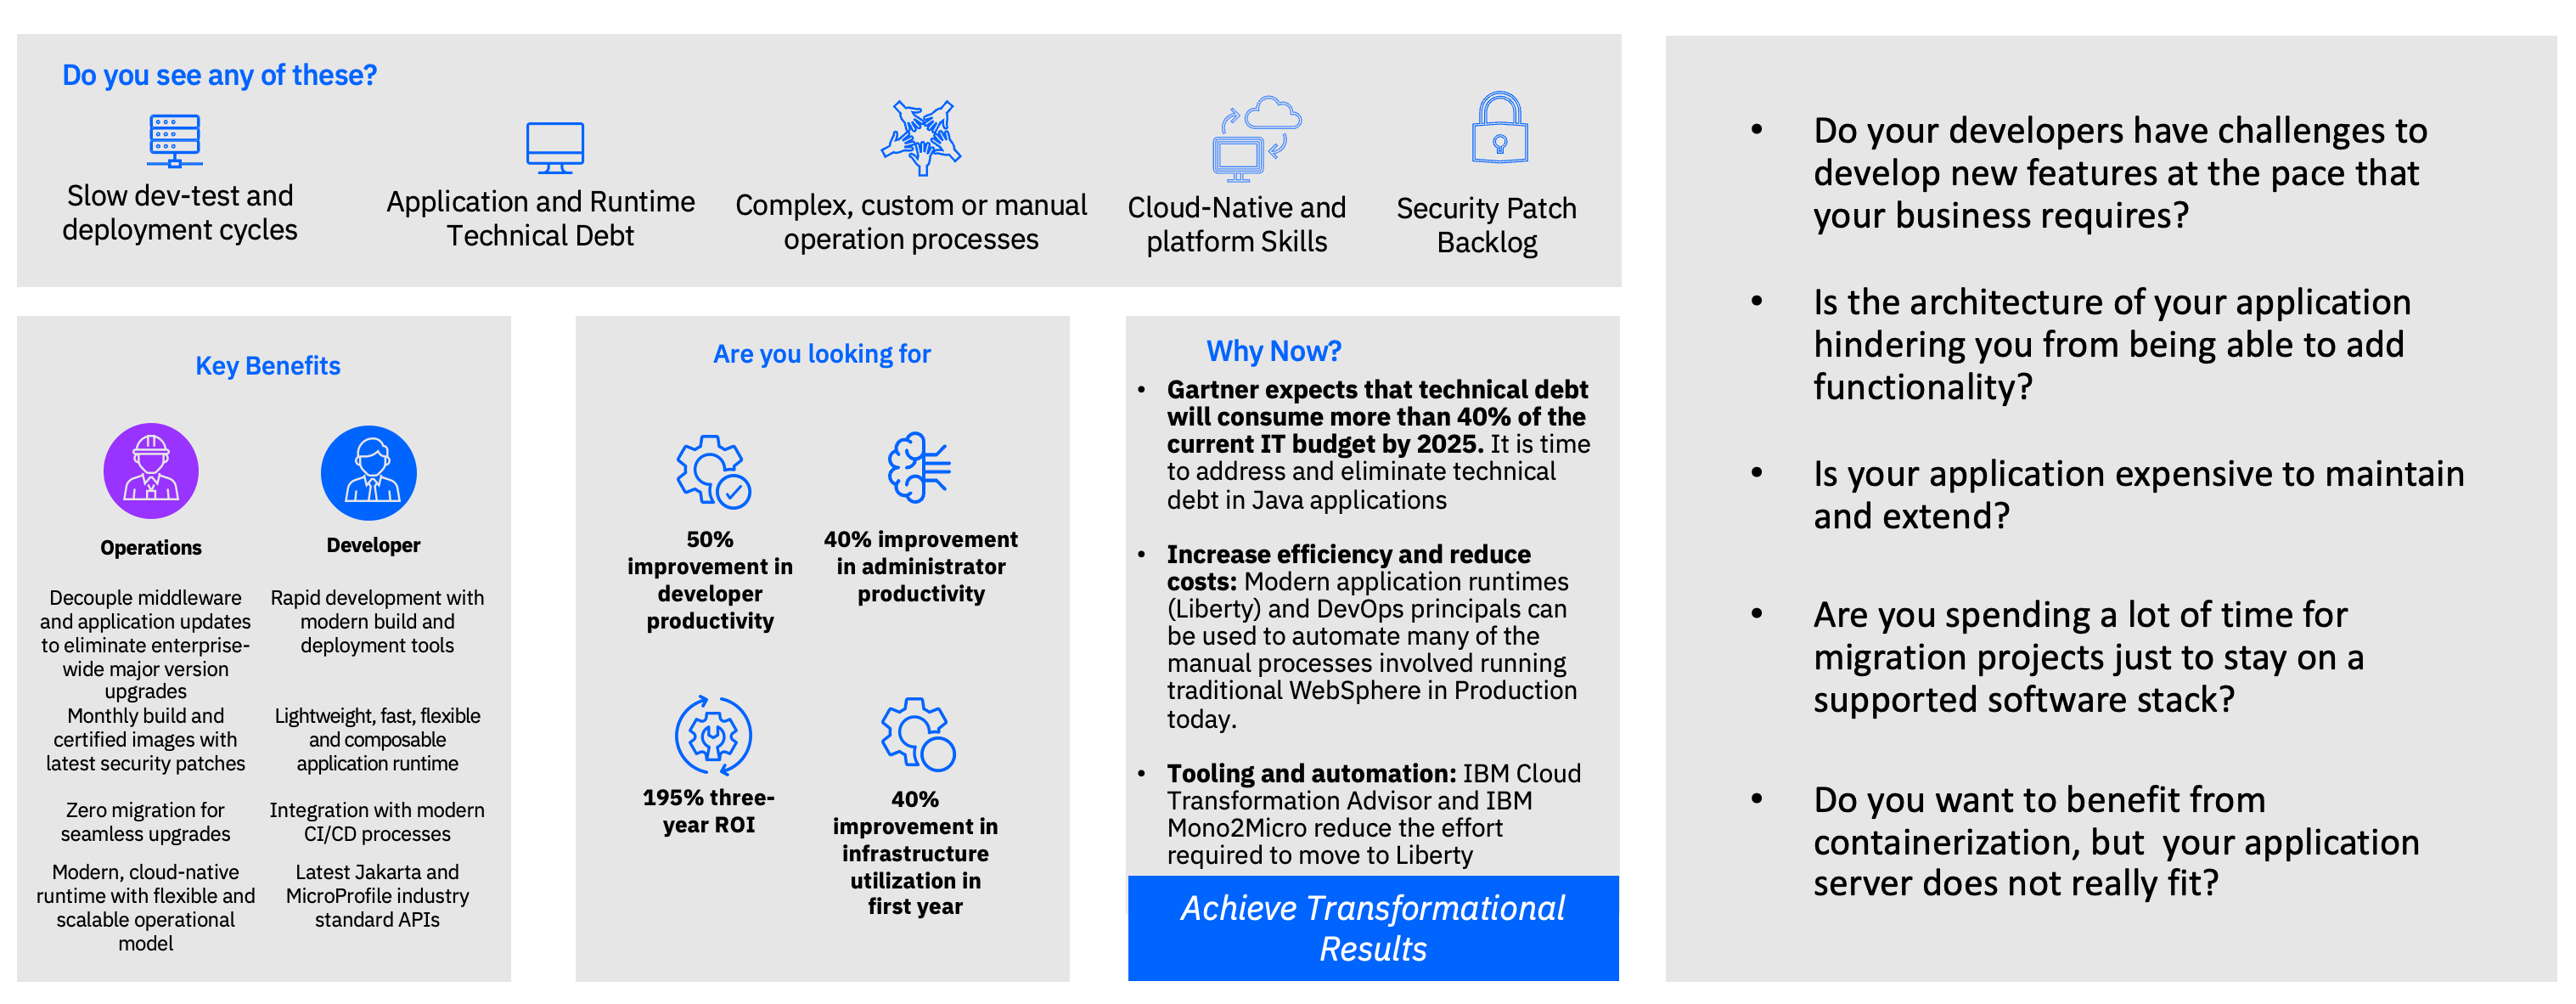 Do you see any of these?
Slow dev-test and
deployment cycles
Application and Runtime
Technical Debt
Complex, custom or manual
operation processes
Cloud-Native and
platform Skills
Security Patch
Backlog
Key Benefits
Operations
Decouple middleware
and application updates
to eliminate enterprise-
wide major version
upgrades
Monthly build and
certified images with
latest security patches
Zero migration for
seamless upgrades
Modern, cloud-native
runtime with flexible and
scalable operational
model
Developer
Rapid development with
modern build and
deployment tools
Lightweight, fast, flexible
and composable
application runtime
Integration with modern
CI/CD processes
Latest Jakarta and
MicroProfile industry
standard APIs
Are you looking for
50%
improvement in
developer
productivity
40% improvement
in administrator
productivity
195% three-
year ROI
40%
improvement in
infrastructure
utilization in
first year
Why Now?
• Gartner expects that technical debt
will consume more than 40% of the
current IT budget by 2025. It is time
to address and eliminate technical
debt in Java applications
• Increase efficiency and reduce
costs: Modern application runtimes
(Liberty) and DevOps principals can
be used to automate many of the
manual processes involved running
traditional WebSphere in Production
today.
• Tooling and automation: IBM Cloud
Transformation Advisor and IBM
Mono2Micro reduce the effort
required to move to Liberty
Achieve Transformational
Results
• Do your developers have challenges to
develop new features at the pace that
your business requires?
• Is the architecture of your application
hindering you from being able to add
functionality?
• Is your application expensive to maintain
and extend?
• Are you spending a lot of time for
migration projects just to stay on a
supported software stack?
• Do you want to benefit from
containerization, but your application
server does not really fit?